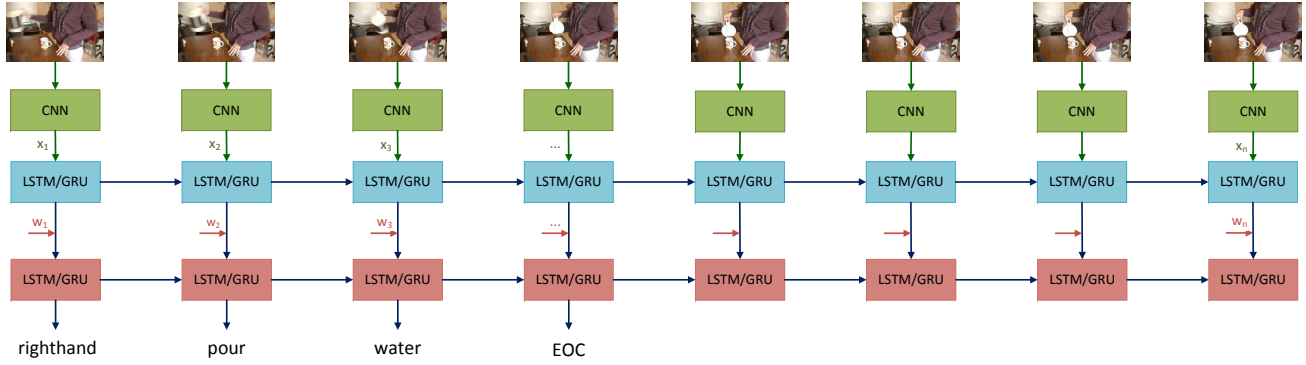 CNN CNN CNN CNN CNN CNN CNN CNN
x1 x2 x3 ... xn
LSTM/GRU LSTM/GRU LSTM/GRU LSTM/GRU LSTM/GRU LSTM/GRU LSTM/GRU LSTM/GRU
w1 w2 w3 ... wn
LSTM/GRU LSTM/GRU LSTM/GRU LSTM/GRU LSTM/GRU LSTM/GRU LSTM/GRU LSTM/GRU
righthand pour water EOC